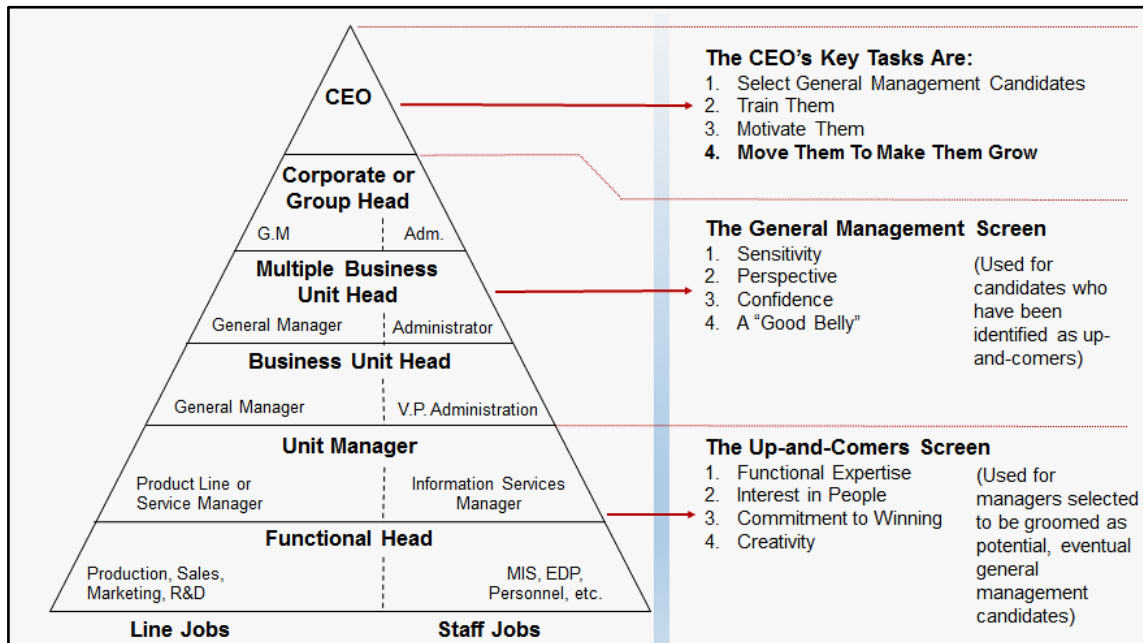 CEO
Corporate or
Group Head
G.M
Adm.
Multiple Business
Unit Head
General Manager
Administrator
Business Unit Head
General Manager
V.P. Administration
Unit Manager
Product Line or
Service Manager
Information Services
Manager
Functional Head
Production, Sales,
Marketing, R&D
MIS, EDP,
Personnel, etc.
Line Jobs
Staff Jobs
The CEO's Key Tasks Are:
1. Select General Management Candidates
2. Train Them
3. Motivate Them
4. Move Them To Make Them Grow
The General Management Screen
1. Sensitivity
2. Perspective
3. Confidence
4. A “Good Belly”
(Used for
candidates who
have been
identified as up-
and-comers)
The Up-and-Comers Screen
1. Functional Expertise
2. Interest in People
3. Commitment to Winning
4. Creativity
(Used for
managers selected
to be groomed as
potential, eventual
general
management
candidates)